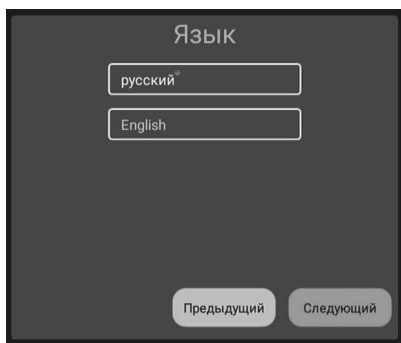 Язык
русский
English
Предыдущий
Следующий